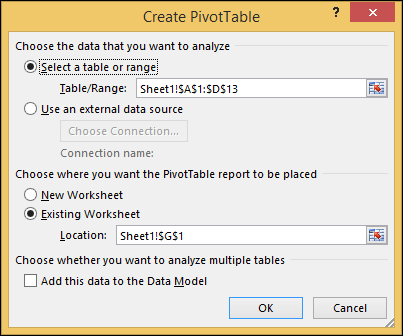 Create PivotTable
?
Choose the data that you want to analyze
Select a table or range
Table/Range: Sheet1!$A$1:$D$13
Use an external data source
Choose Connection...
Connection name:
Choose where you want the PivotTable report to be placed
New Worksheet
Existing Worksheet
Location: Sheet1!$G$1
Choose whether you want to analyze multiple tables
Add this data to the Data Model
OK Cancel